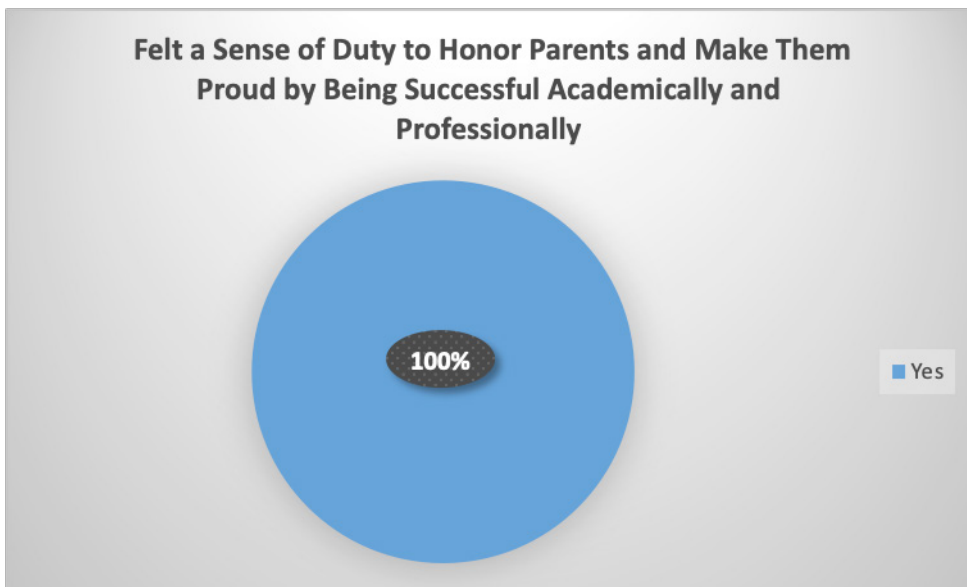 Felt a Sense of Duty to Honor Parents and Make Them
Proud by Being Successful Academically and
Professionally
100%
Yes